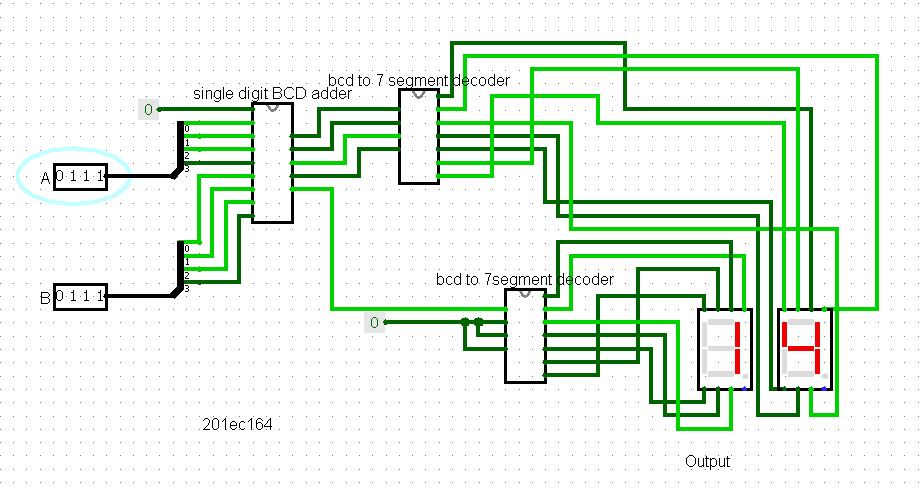 bcd to 7 segment decoder
single digit BCD adder
0
0
1
2
3
A 0 1 1 1
0
1
2
3
B 0 1 1 1
bcd to 7segment decoder
0
14
201ec164
Output